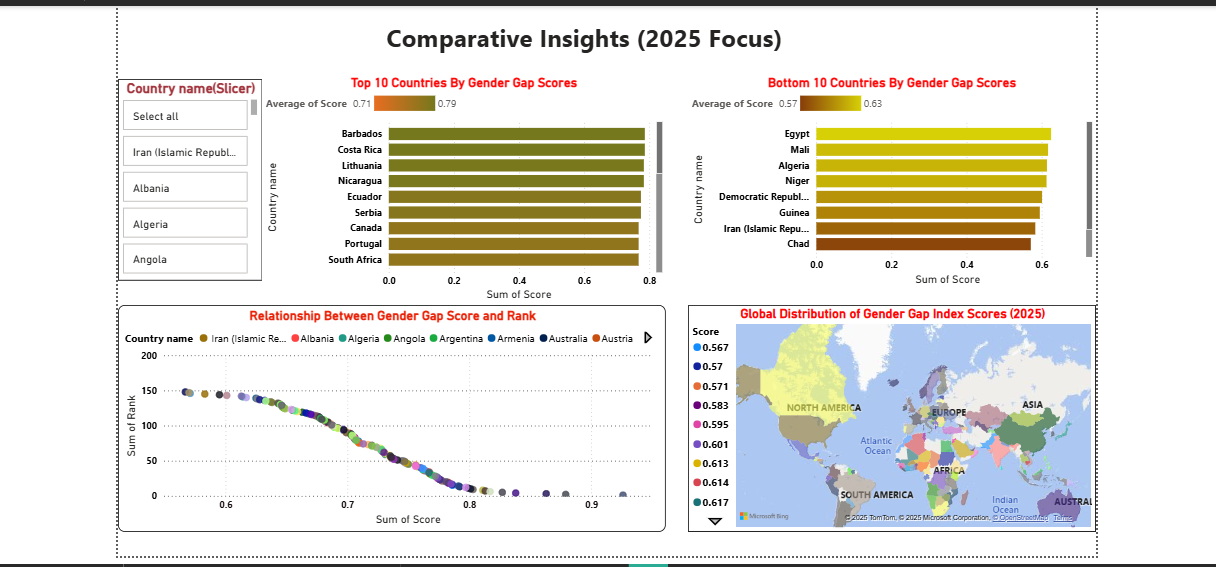 Comparative Insights (2025 Focus)
Country name(Slicer)
Select all
Iran (Islamic Republ...
Albania
Algeria
Angola
Top 10 Countries By Gender Gap Scores
Average of Score 0.71 0.79
Country name
Barbados
Costa Rica
Lithuania
Nicaragua
Ecuador
Serbia
Canada
Portugal
South Africa
0.0 0.2 0.4 0.6 0.8
Sum of Score
Bottom 10 Countries By Gender Gap Scores
Average of Score 0.57 0.63
Country name
Egypt
Mali
Algeria
Niger
Democratic Republ...
Guinea
Iran (Islamic Repu...
Chad
0.0 0.2 0.4 0.6
Sum of Score
Relationship Between Gender Gap Score and Rank
Country name Iran (Islamic Re... Albania Algeria Angola Argentina Armenia Australia Austria
Sum of Rank
200
150
100
50
0
0.6 0.7 0.8 0.9
Sum of Score
Global Distribution of Gender Gap Index Scores (2025)
Score
0.567
0.57
0.571
0.583
0.595
0.601
0.613
0.614
0.617
NORTH AMERICA
EUROPE
ASIA
Atlantic
Ocean
AFRICA
SOUTH AMERICA
Indian
Ocean
AUSTRAL
Microsoft Bing
© 2025 TomTom, © 2025 Microsoft Corporation, © OpenStreetMap Terms